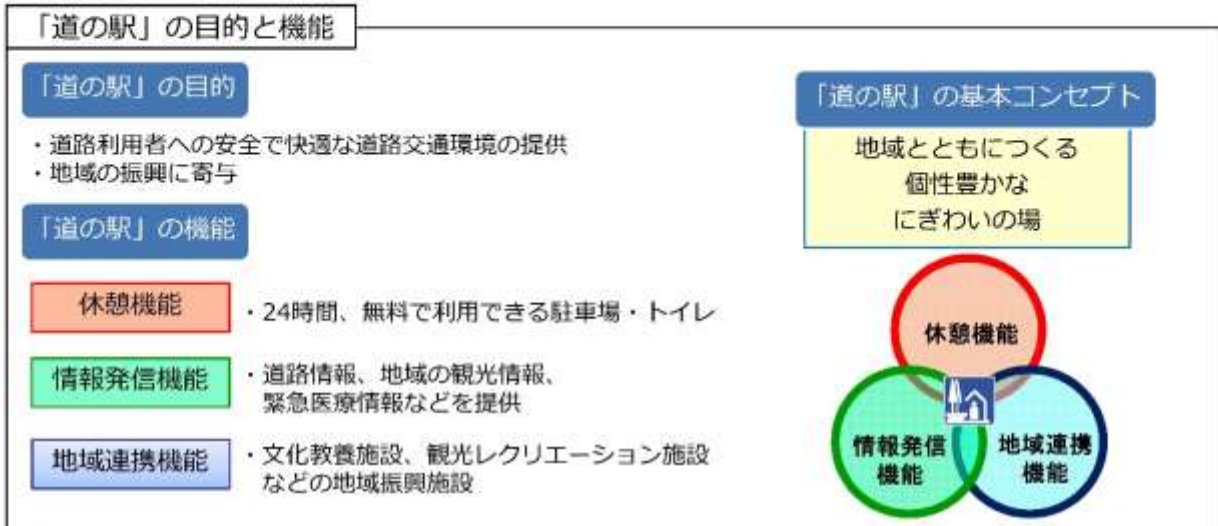 「道の駅」の目的と機能
「道の駅」の目的
・道路利用者への安全で快適な道路交通環境の提供
・地域の振興に寄与
「道の駅」の機能
休憩機能
・24時間、無料で利用できる駐車場・トイレ
情報発信機能
・道路情報、地域の観光情報、
緊急医療情報などを提供
地域連携機能
・文化教養施設、観光レクリエーション施設
などの地域振興施設
「道の駅」の基本コンセプト
地域とともにつくる
個性豊かな
にぎわいの場
休憩機能
情報発信
機能
地域連携
機能